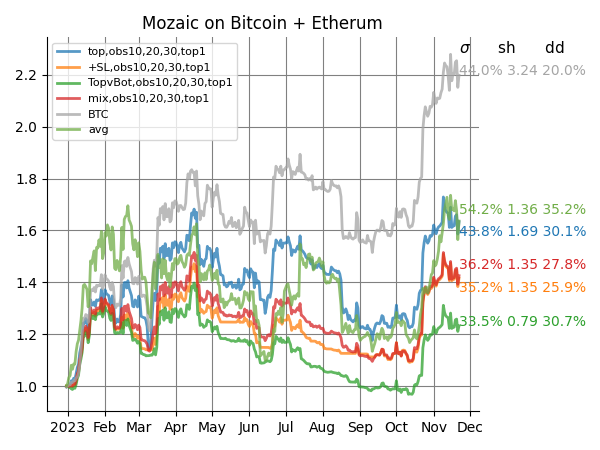 Mozaic on Bitcoin + Etherum
σ sh dd
top,obs10,20,30,top1
+SL,obs10,20,30,top1
TopvBot,obs10,20,30,top1
mix,obs10,20,30,top1
BTC
avg
44.0% 3.24 20.0%
54.2% 1.36 35.2%
43.8% 1.69 30.1%
36.2% 1.35 27.8%
35.2% 1.35 25.9%
33.5% 0.79 30.7%
2.2
2.0
1.8
1.6
1.4
1.2
1.0
2023 Feb Mar Apr May Jun Jul Aug Sep Oct Nov Dec